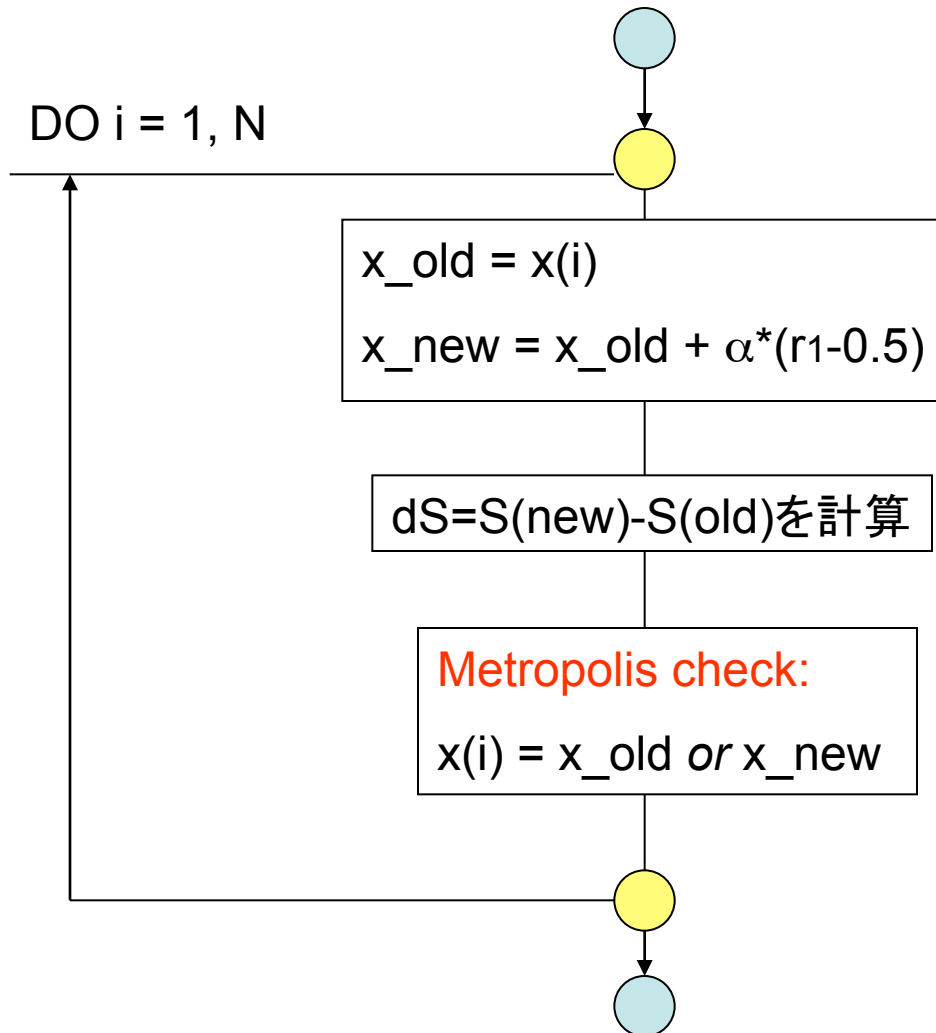 DO i = 1, N
x_old = x(i)
x_new = x_old + α*(r1-0.5)
dS=S(new)-S(old)を計算
Metropolis check:
x(i) = x_old or x_new